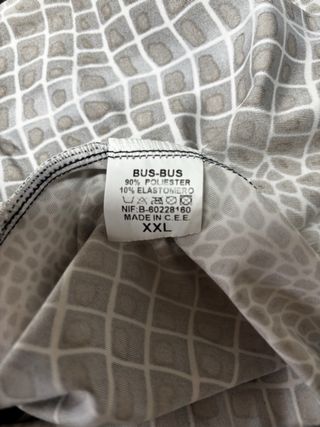 BUS-BUS
90% POLIESTER
10% ELASTOMERO
NIF:B-60228160
MADE IN C.E.E.
XXL